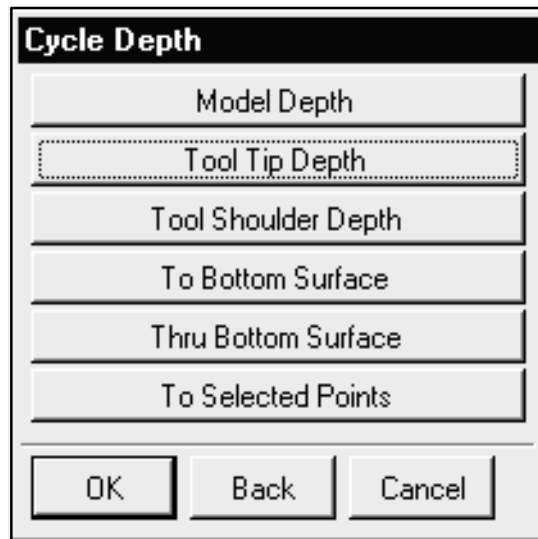 Cycle Depth
Model Depth
Tool Tip Depth
Tool Shoulder Depth
To Bottom Surface
Thru Bottom Surface
To Selected Points
OK Back Cancel